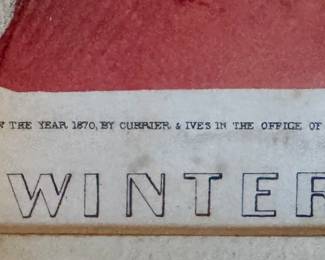 THE YEAR 1870, BY CURRIER & IVES IN THE OFFICE OF
WINTER